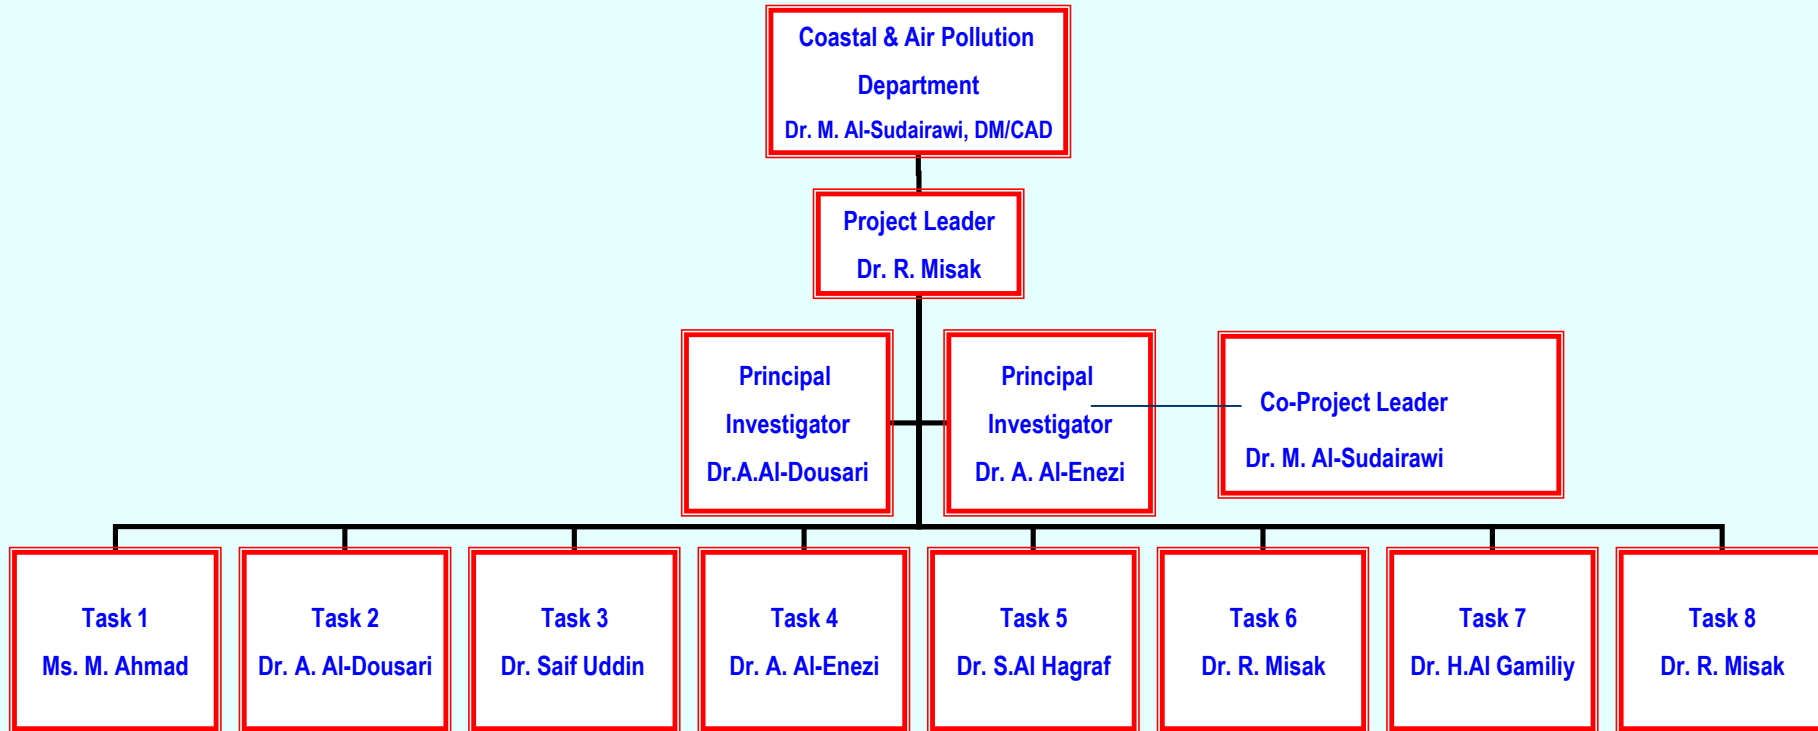 Coastal & Air Pollution
Department
Dr. M. Al-Sudairawi, DM/CAD
Project Leader
Dr. R. Misak
Principal
Investigator
Dr.A.Al-Dousari
Principal
Investigator
Dr. A. Al-Enezi
Co-Project Leader
Dr. M. Al-Sudairawi
Task 1
Ms. M. Ahmad
Task 2
Dr. A. Al-Dousari
Task 3
Dr. Saif Uddin
Task 4
Dr. A. Al-Enezi
Task 5
Dr. S.Al Hagraf
Task 6
Dr. R. Misak
Task 7
Dr. H.Al Gamiliy
Task 8
Dr. R. Misak